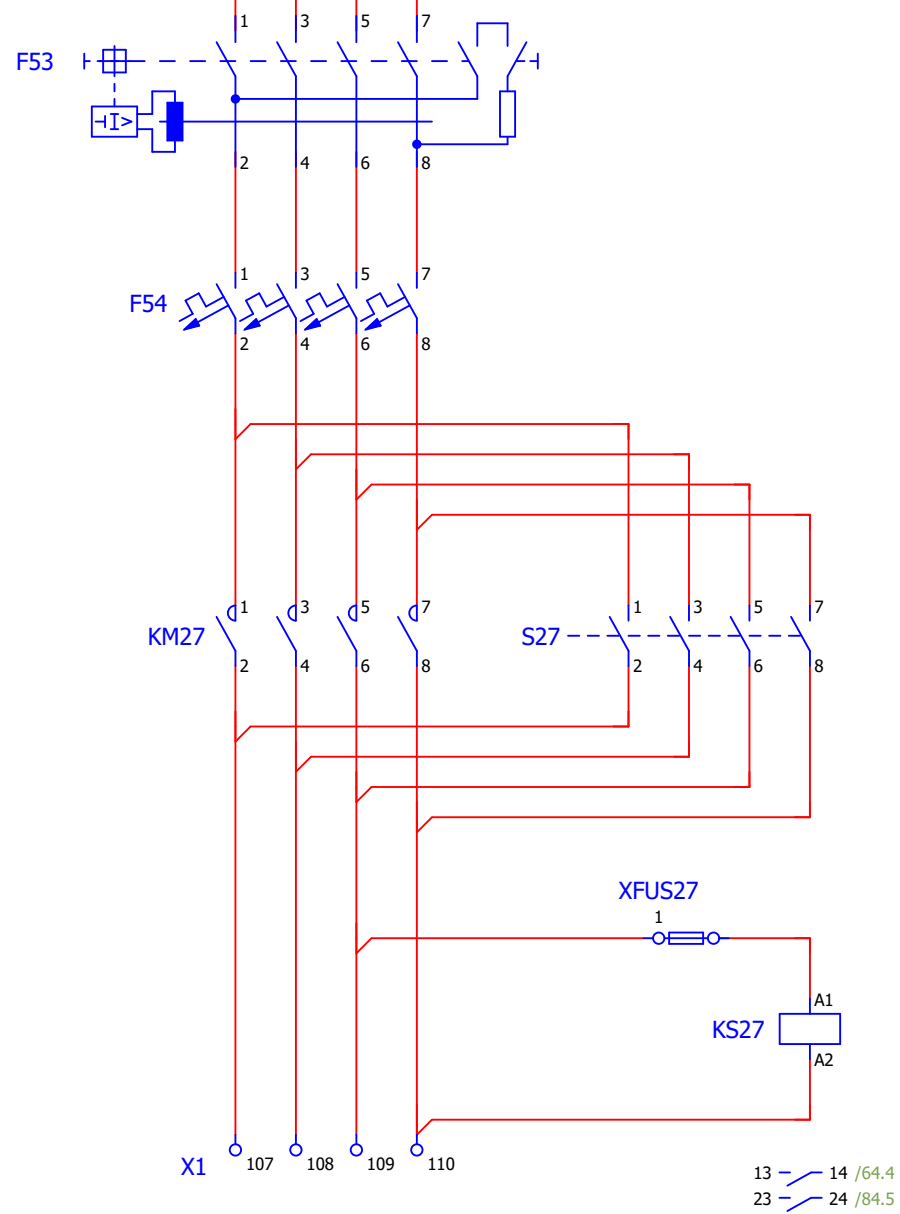 1 3 5 7
F53
I>
2 4 6 8
1 3 5 7
F54
2 4 6 8
1 3 5 7 1 3 5 7
KM27 S27
2 4 6 8 2 4 6 8
XFUS27
1
A1
KS27
A2
X1 107 108 109 110
13 14 /64.4
23 24 /84.5